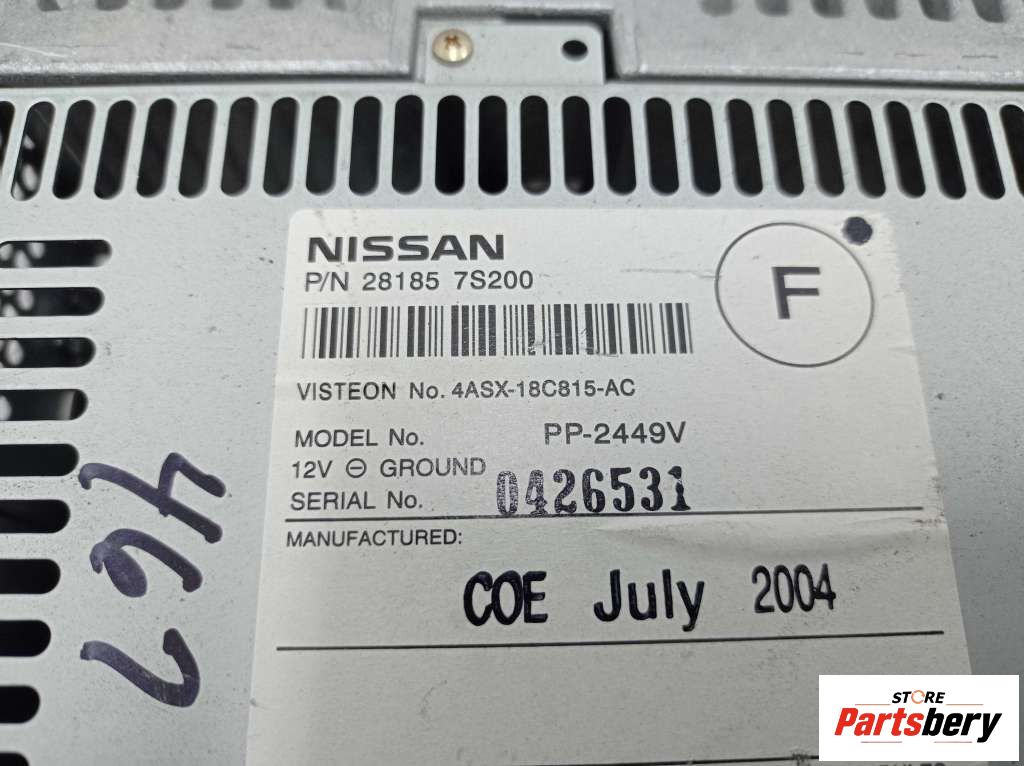 NISSAN
P/N 28185 7S200
F
VISTEON No. 4ASX-18C815-AC
MODEL No. PP-2449V
12V ⊖ GROUND
SERIAL No. 0426531
MANUFACTURED:
COE July 2004
STORE
Partsbery